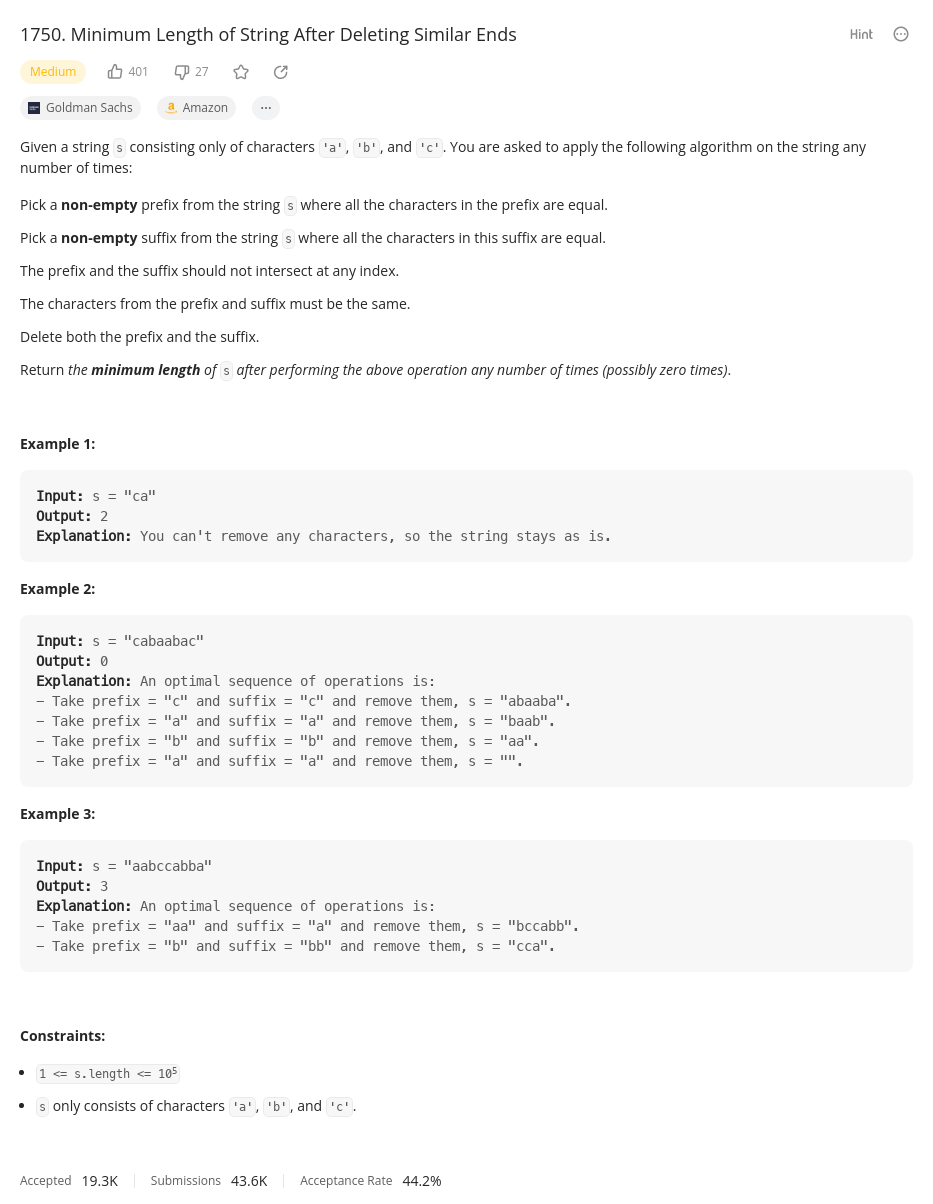 1750. Minimum Length of String After Deleting Similar Ends
Hint
Medium 401 27
Goldman Sachs Amazon ...
Given a string s consisting only of characters 'a', 'b', and 'c'. You are asked to apply the following algorithm on the string any
number of times:
Pick a non-empty prefix from the string s where all the characters in the prefix are equal.
Pick a non-empty suffix from the string s where all the characters in this suffix are equal.
The prefix and the suffix should not intersect at any index.
The characters from the prefix and suffix must be the same.
Delete both the prefix and the suffix.
Return the minimum length of s after performing the above operation any number of times (possibly zero times).
Example 1:
Input: s = "ca"
Output: 2
Explanation: You can't remove any characters, so the string stays as is.
Example 2:
Input: s = "cabaabac"
Output: 0
Explanation: An optimal sequence of operations is:
– Take prefix = "c" and suffix = "c" and remove them, s = "abaaba".
– Take prefix = "a" and suffix = "a" and remove them, s = "baab".
– Take prefix = "b" and suffix = "b" and remove them, s = "aa".
– Take prefix = "a" and suffix = "a" and remove them, s = "".
Example 3:
Input: s = "aabccabba"
Output: 3
Explanation: An optimal sequence of operations is:
– Take prefix = "aa" and suffix = "a" and remove them, s = "bccabb".
– Take prefix = "b" and suffix = "bb" and remove them, s = "cca".
Constraints:
• 1 <= s.length <= 10⁵
• s only consists of characters 'a', 'b', and 'c'.
Accepted 19.3K Submissions 43.6K Acceptance Rate 44.2%